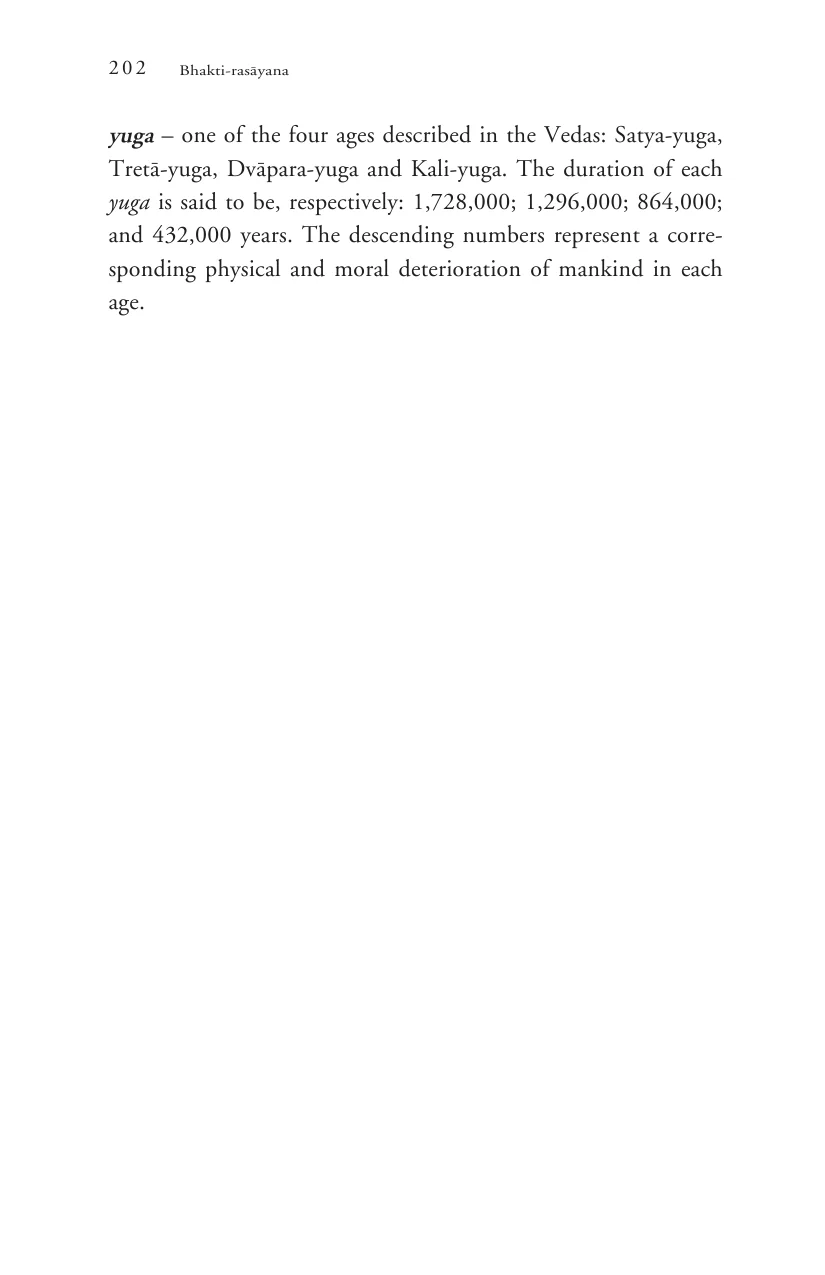 202 Bhakti-rasāyana
yuga – one of the four ages described in the Vedas: Satya-yuga,
Tretā-yuga, Dvāpara-yuga and Kali-yuga. The duration of each
yuga is said to be, respectively: 1,728,000; 1,296,000; 864,000;
and 432,000 years. The descending numbers represent a corre-
sponding physical and moral deterioration of mankind in each
age.